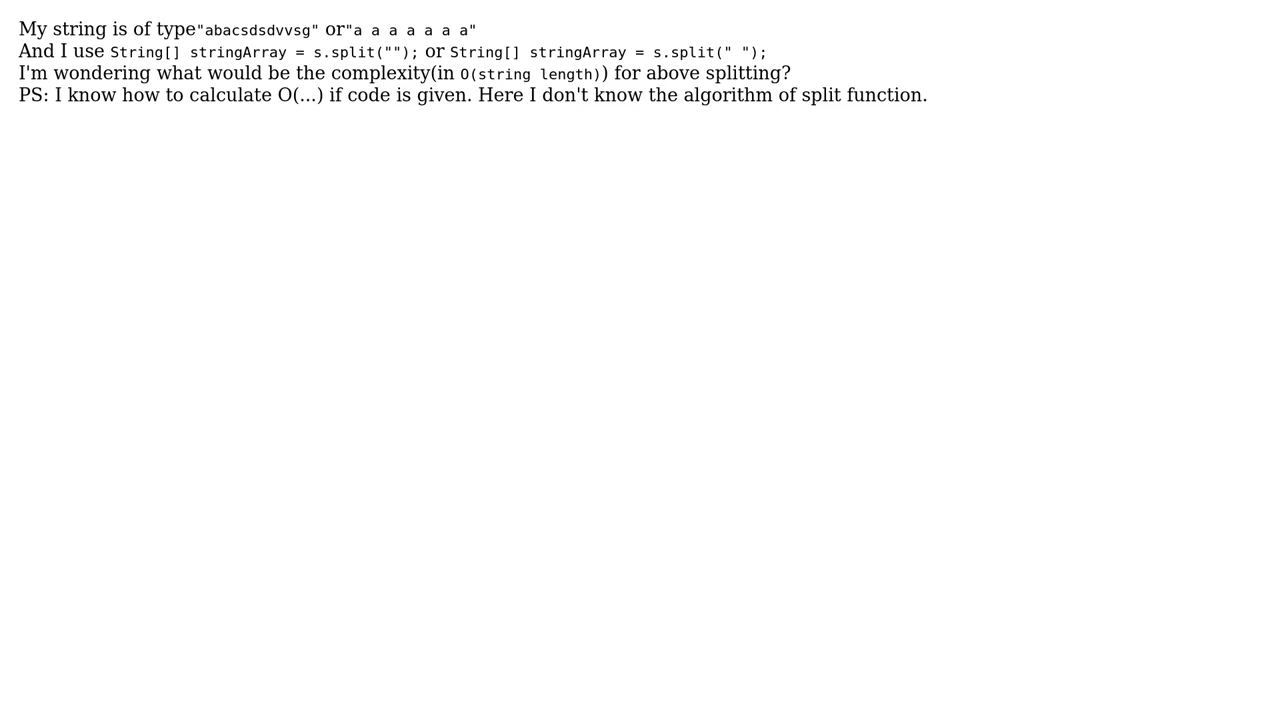 My string is of type"abacsdsdvvsg" or"a a a a a a a"
And I use String[] stringArray = s.split(""); or String[] stringArray = s.split(" ");
I'm wondering what would be the complexity(in O(string length)) for above splitting?
PS: I know how to calculate O(...) if code is given. Here I don't know the algorithm of split function.